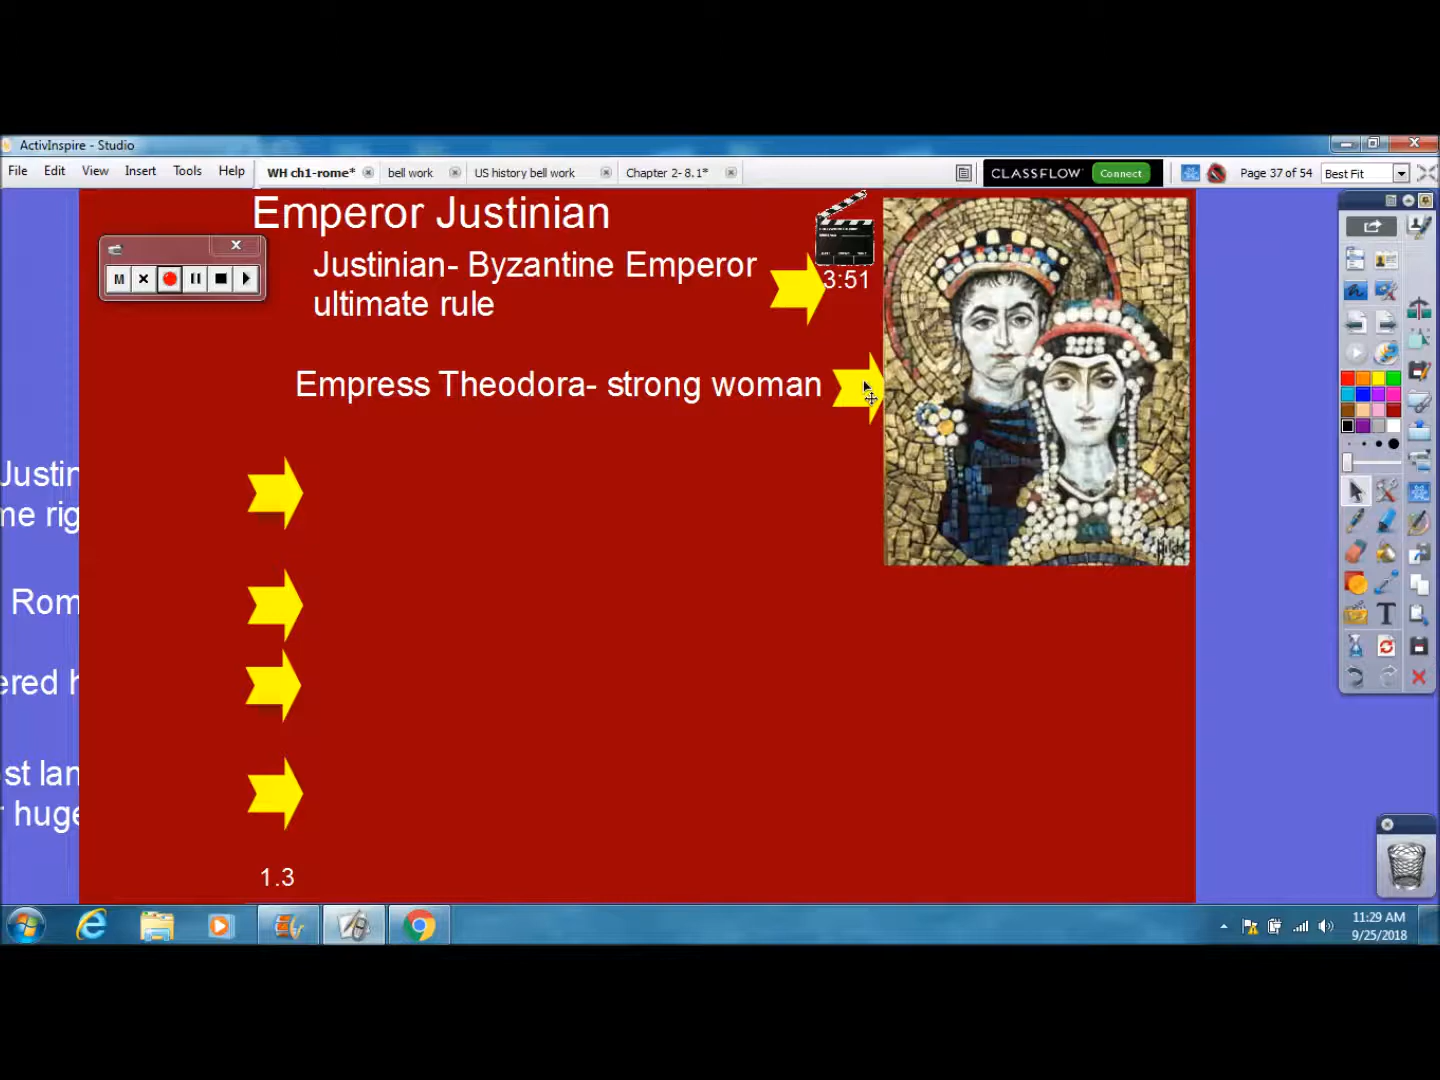 ActivInspire - Studio
File Edit View Insert Tools Help
WH ch1-rome* bell work US history bell work Chapter 2- 8.1*
CLASSFLOW Connect
Page 37 of 54 Best Fit
Emperor Justinian
M
Justinian- Byzantine Emperor
ultimate rule
3:51
Empress Theodora- strong woman
Justin
me rig
Rom
ered h
st lan
r huge
1.3
11:29 AM
9/25/2018